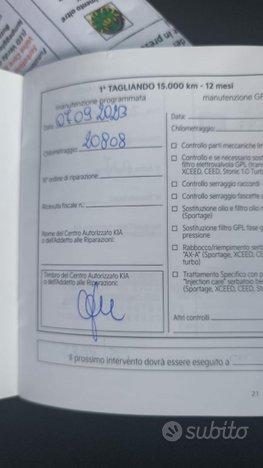 1° TAGLIANDO 15.000 km - 12 mesi
manutenzione programmata
Data: 07.09.2023
Chilometraggio: 20808
N° ordine di riparazione:
Ricevuta fiscale n.:
Nome del Centro Autorizzato KIA
o dell'Addetto alle Riparazioni:
Timbro del Centro Autorizzato KIA
o dell'Addetto alle Riparazioni:
manutenzione GP
Data:
Chilometraggio:
Controllo parti meccaniche im
Controllo e se necessario sost
filtro elettrovalvola GPL (tran
XCEED, CEED, Stonic 1.0 Turb
Controllo serraggio raccordi
Controllo serraggio fascette
Sostituzione olio e filtro olio
(Sportage)
Sostituzione filtro GPL fase g
pressione
Rabbocco/riempimento serb
"AX-A" (Sportage, XCEED, C
turbo)
Trattamento Specifico con p
"Injection care" serbatoio be
(Sportage, XCEED, CEED, St
Altri controlli
Il prossimo intervento dovrà essere eseguito a
21
subito